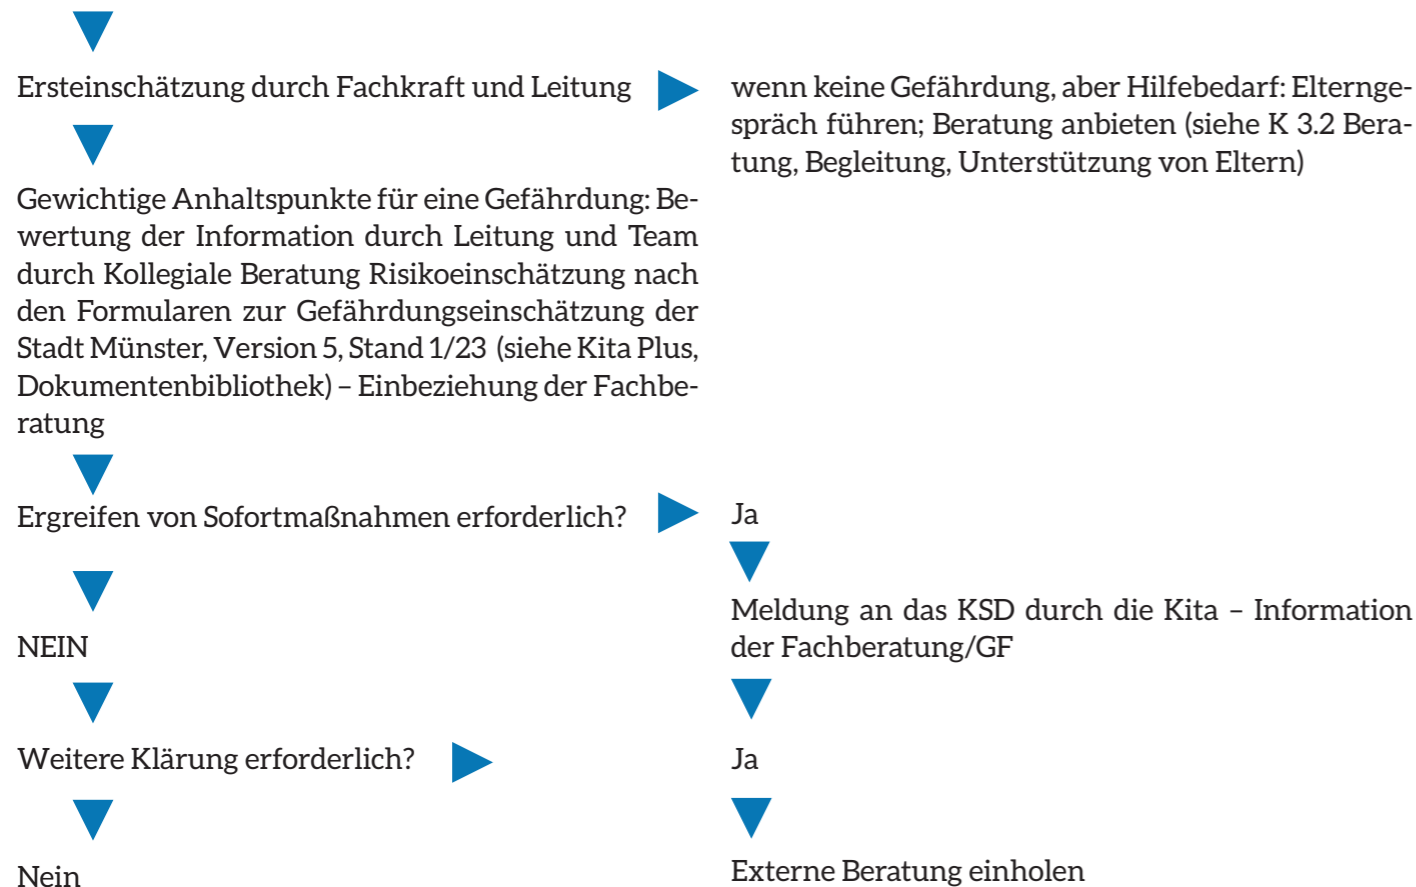 Ersteinschätzung durch Fachkraft und Leitung
wenn keine Gefährdung, aber Hilfebedarf: Elternge-
spräch führen; Beratung anbieten (siehe K 3.2 Bera-
tung, Begleitung, Unterstützung von Eltern)
Gewichtige Anhaltspunkte für eine Gefährdung: Be-
wertung der Information durch Leitung und Team
durch Kollegiale Beratung Risikoeinschätzung nach
den Formularen zur Gefährdungseinschätzung der
Stadt Münster, Version 5, Stand 1/23 (siehe Kita Plus,
Dokumentenbibliothek) – Einbeziehung der Fachbe-
ratung
Ergreifen von Sofortmaßnahmen erforderlich?
Ja
Meldung an das KSD durch die Kita – Information
der Fachberatung/GF
NEIN
Weitere Klärung erforderlich?
Ja
Nein
Externe Beratung einholen